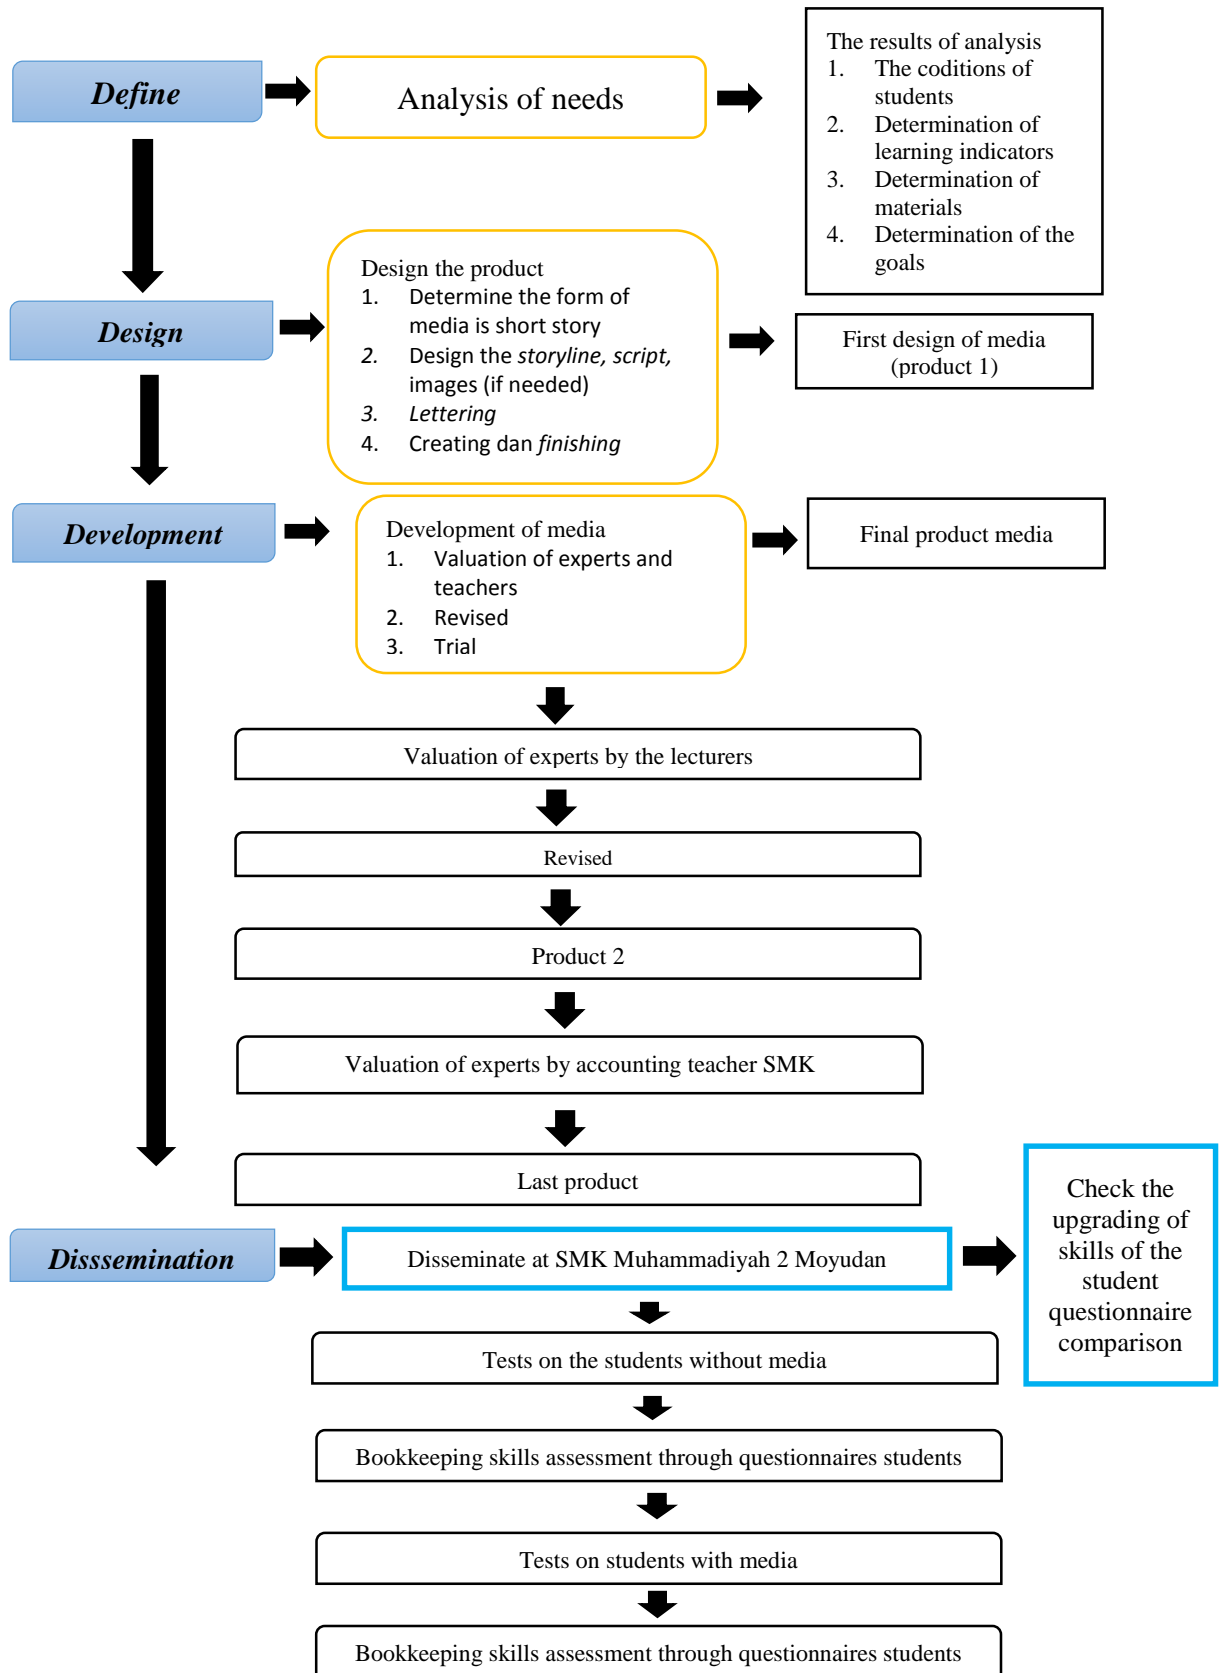 Define
Analysis of needs
The results of analysis
1. The coditions of
students
2. Determination of
learning indicators
3. Determination of
materials
4. Determination of the
goals
Design
Design the product
1. Determine the form of
media is short story
2. Design the storyline, script,
images (if needed)
3. Lettering
4. Creating dan finishing
First design of media
(product 1)
Development
Development of media
1. Valuation of experts and
teachers
2. Revised
3. Trial
Final product media
Valuation of experts by the lecturers
Revised
Product 2
Valuation of experts by accounting teacher SMK
Last product
Disssemination
Disseminate at SMK Muhammadiyah 2 Moyudan
Check the
upgrading of
skills of the
student
questionnaire
comparison
Tests on the students without media
Bookkeeping skills assessment through questionnaires students
Tests on students with media
Bookkeeping skills assessment through questionnaires students